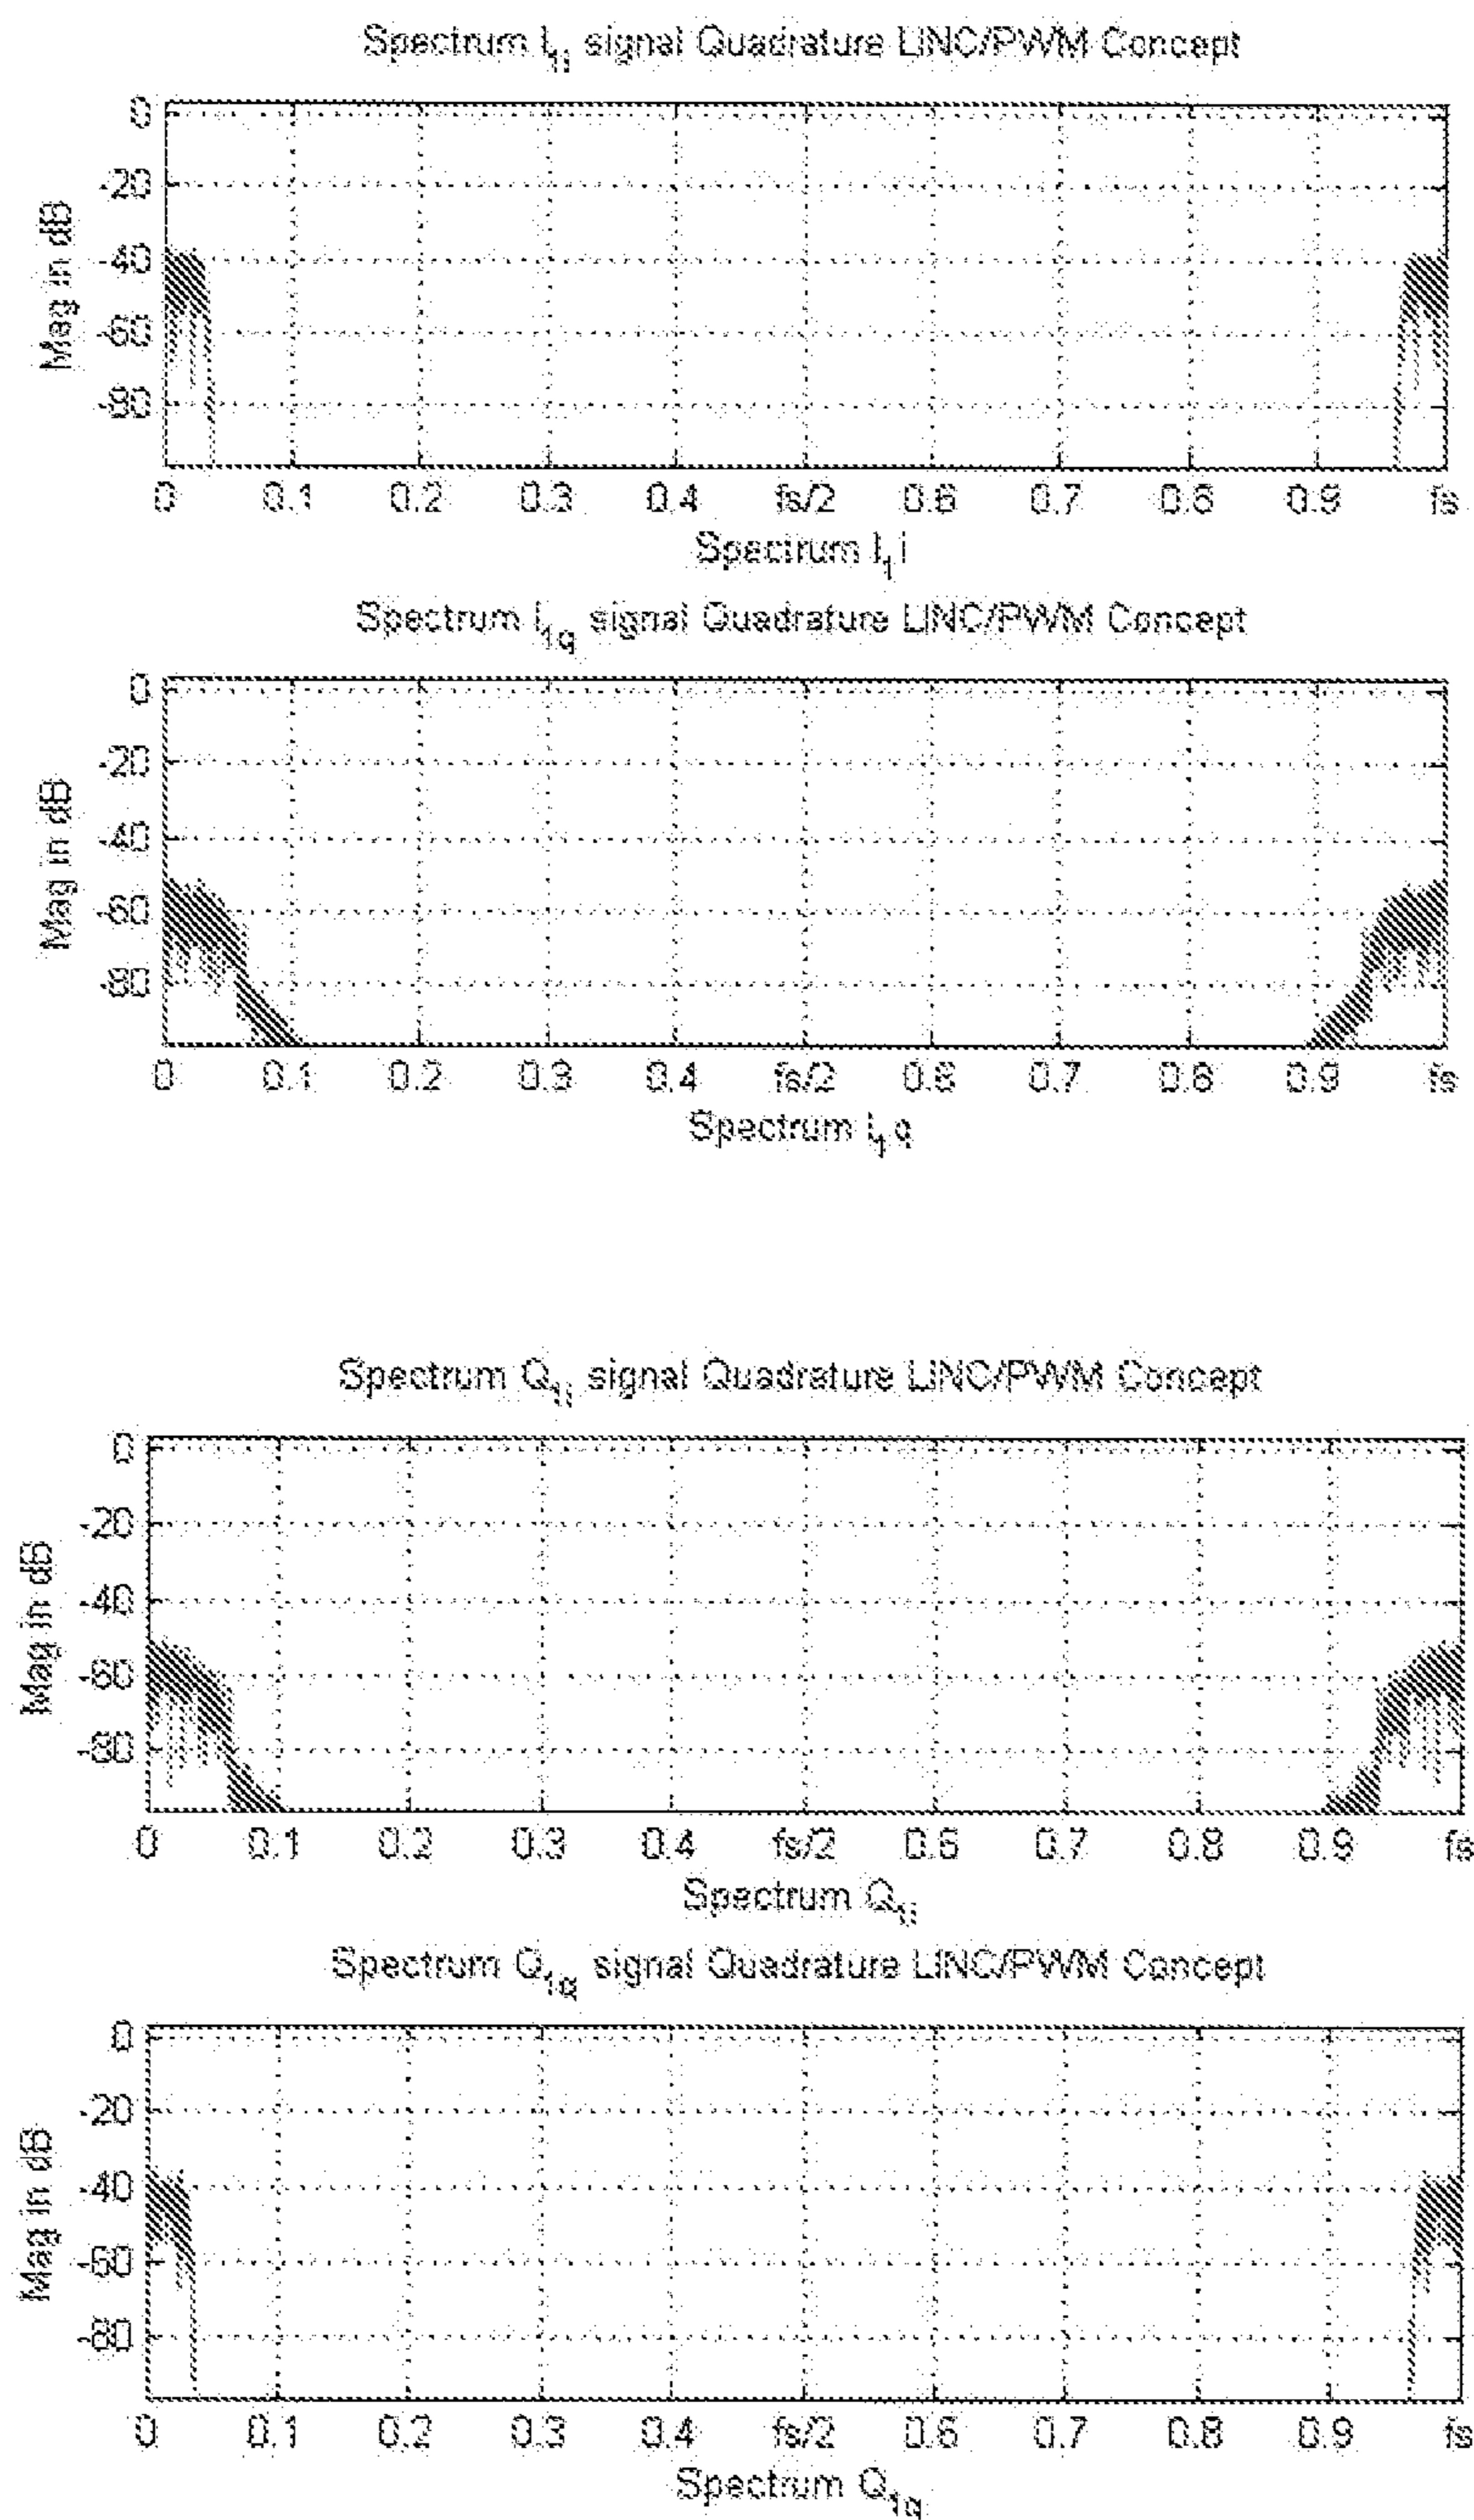 Spectrum I1i signal Quadrature LINC/PWM Concept
Mag in dB
0
-20
-40
-60
-80
0 0.1 0.2 0.3 0.4 fs/2 0.6 0.7 0.8 0.9 fs
Spectrum I1i
Spectrum I1q signal Quadrature LINC/PWM Concept
Mag in dB
0
-20
-40
-60
-80
0 0.1 0.2 0.3 0.4 fs/2 0.6 0.7 0.8 0.9 fs
Spectrum I1q
Spectrum Q1i signal Quadrature LINC/PWM Concept
Mag in dB
0
-20
-40
-60
-80
0 0.1 0.2 0.3 0.4 fs/2 0.6 0.7 0.8 0.9 fs
Spectrum Q1i
Spectrum Q1q signal Quadrature LINC/PWM Concept
Mag in dB
0
-20
-40
-60
-80
0 0.1 0.2 0.3 0.4 fs/2 0.6 0.7 0.8 0.9 fs
Spectrum Q1q